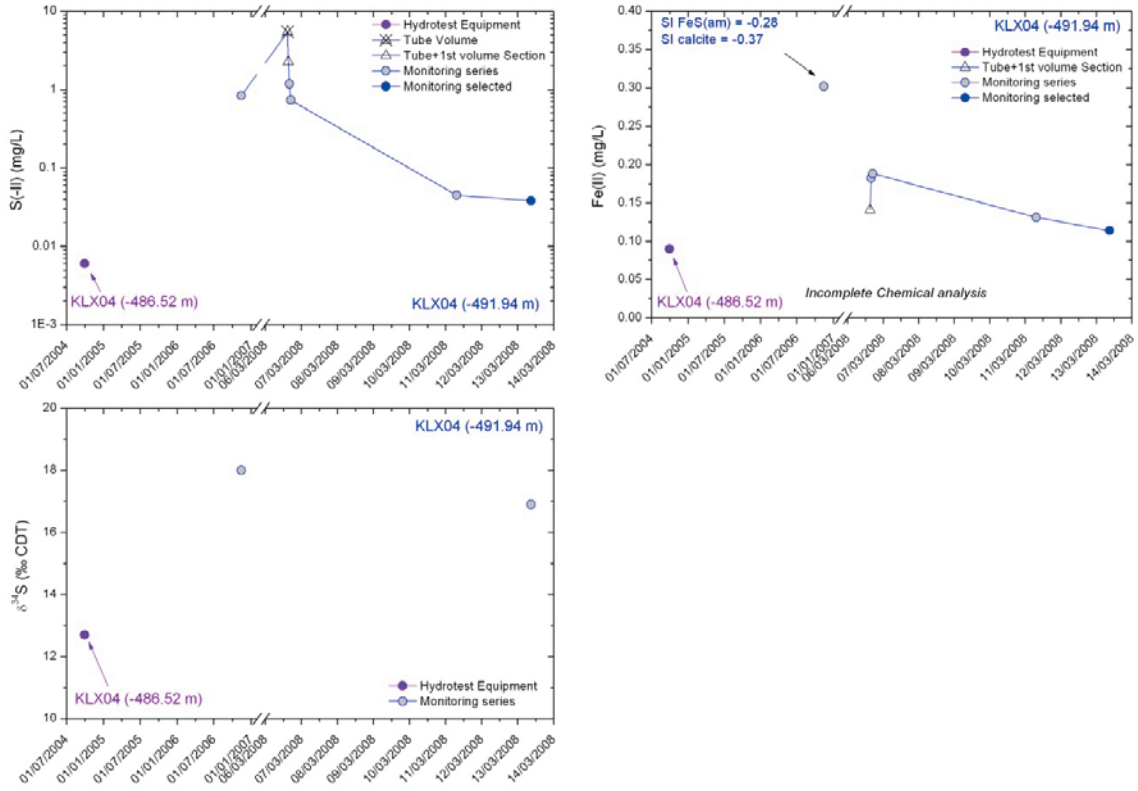 10
1
0.1
0.01
1E-3
S(-II) (mg/L)
Hydrotest Equipment
Tube Volume
Tube+1st volume Section
Monitoring series
Monitoring selected
KLX04 (-486.52 m)
KLX04 (-491.94 m)
01/07/2004
01/01/2005
01/07/2005
01/01/2006
01/07/2006
01/01/2007
06/03/2008
07/03/2008
08/03/2008
09/03/2008
10/03/2008
11/03/2008
12/03/2008
13/03/2008
14/03/2008
0.40
0.35
0.30
0.25
0.20
0.15
0.10
0.05
0.00
Fe(II) (mg/L)
SI FeS(am) = -0.28
SI calcite = -0.37
KLX04 (-491.94 m)
Hydrotest Equipment
Tube+1st volume Section
Monitoring series
Monitoring selected
KLX04 (-486.52 m)
Incomplete Chemical analysis
01/07/2004
01/01/2005
01/07/2005
01/01/2006
01/07/2006
01/01/2007
06/03/2008
07/03/2008
08/03/2008
09/03/2008
10/03/2008
11/03/2008
12/03/2008
13/03/2008
14/03/2008
20
18
16
14
12
10
δ³⁴S (‰ CDT)
KLX04 (-491.94 m)
KLX04 (-486.52 m)
Hydrotest Equipment
Monitoring series
01/07/2004
01/01/2005
01/07/2005
01/01/2006
01/07/2006
01/01/2007
06/03/2008
07/03/2008
08/03/2008
09/03/2008
10/03/2008
11/03/2008
12/03/2008
13/03/2008
14/03/2008